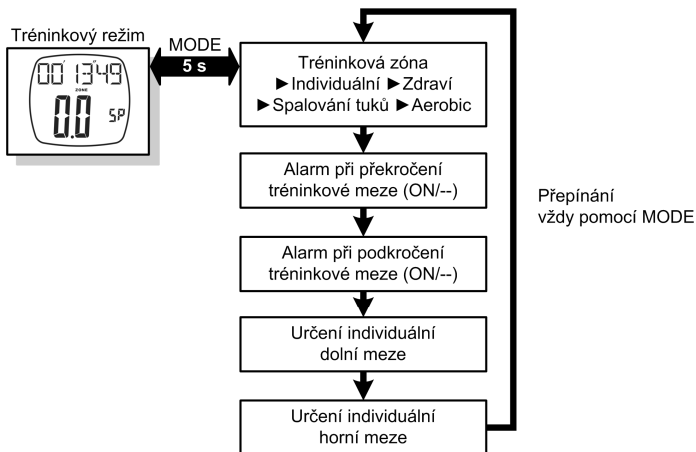 Tréninkový režim
MODE
5 s
00' 13"49
ZONE
0.0 SP
Tréninková zóna
►Individuální ►Zdraví
►Spalování tuků ►Aerobic
Alarm při překročení
tréninkové meze (ON/--)
Alarm při podkročení
tréninkové meze (ON/--)
Určení individuální
dolní meze
Určení individuální
horní meze
Přepínání
vždy pomocí MODE